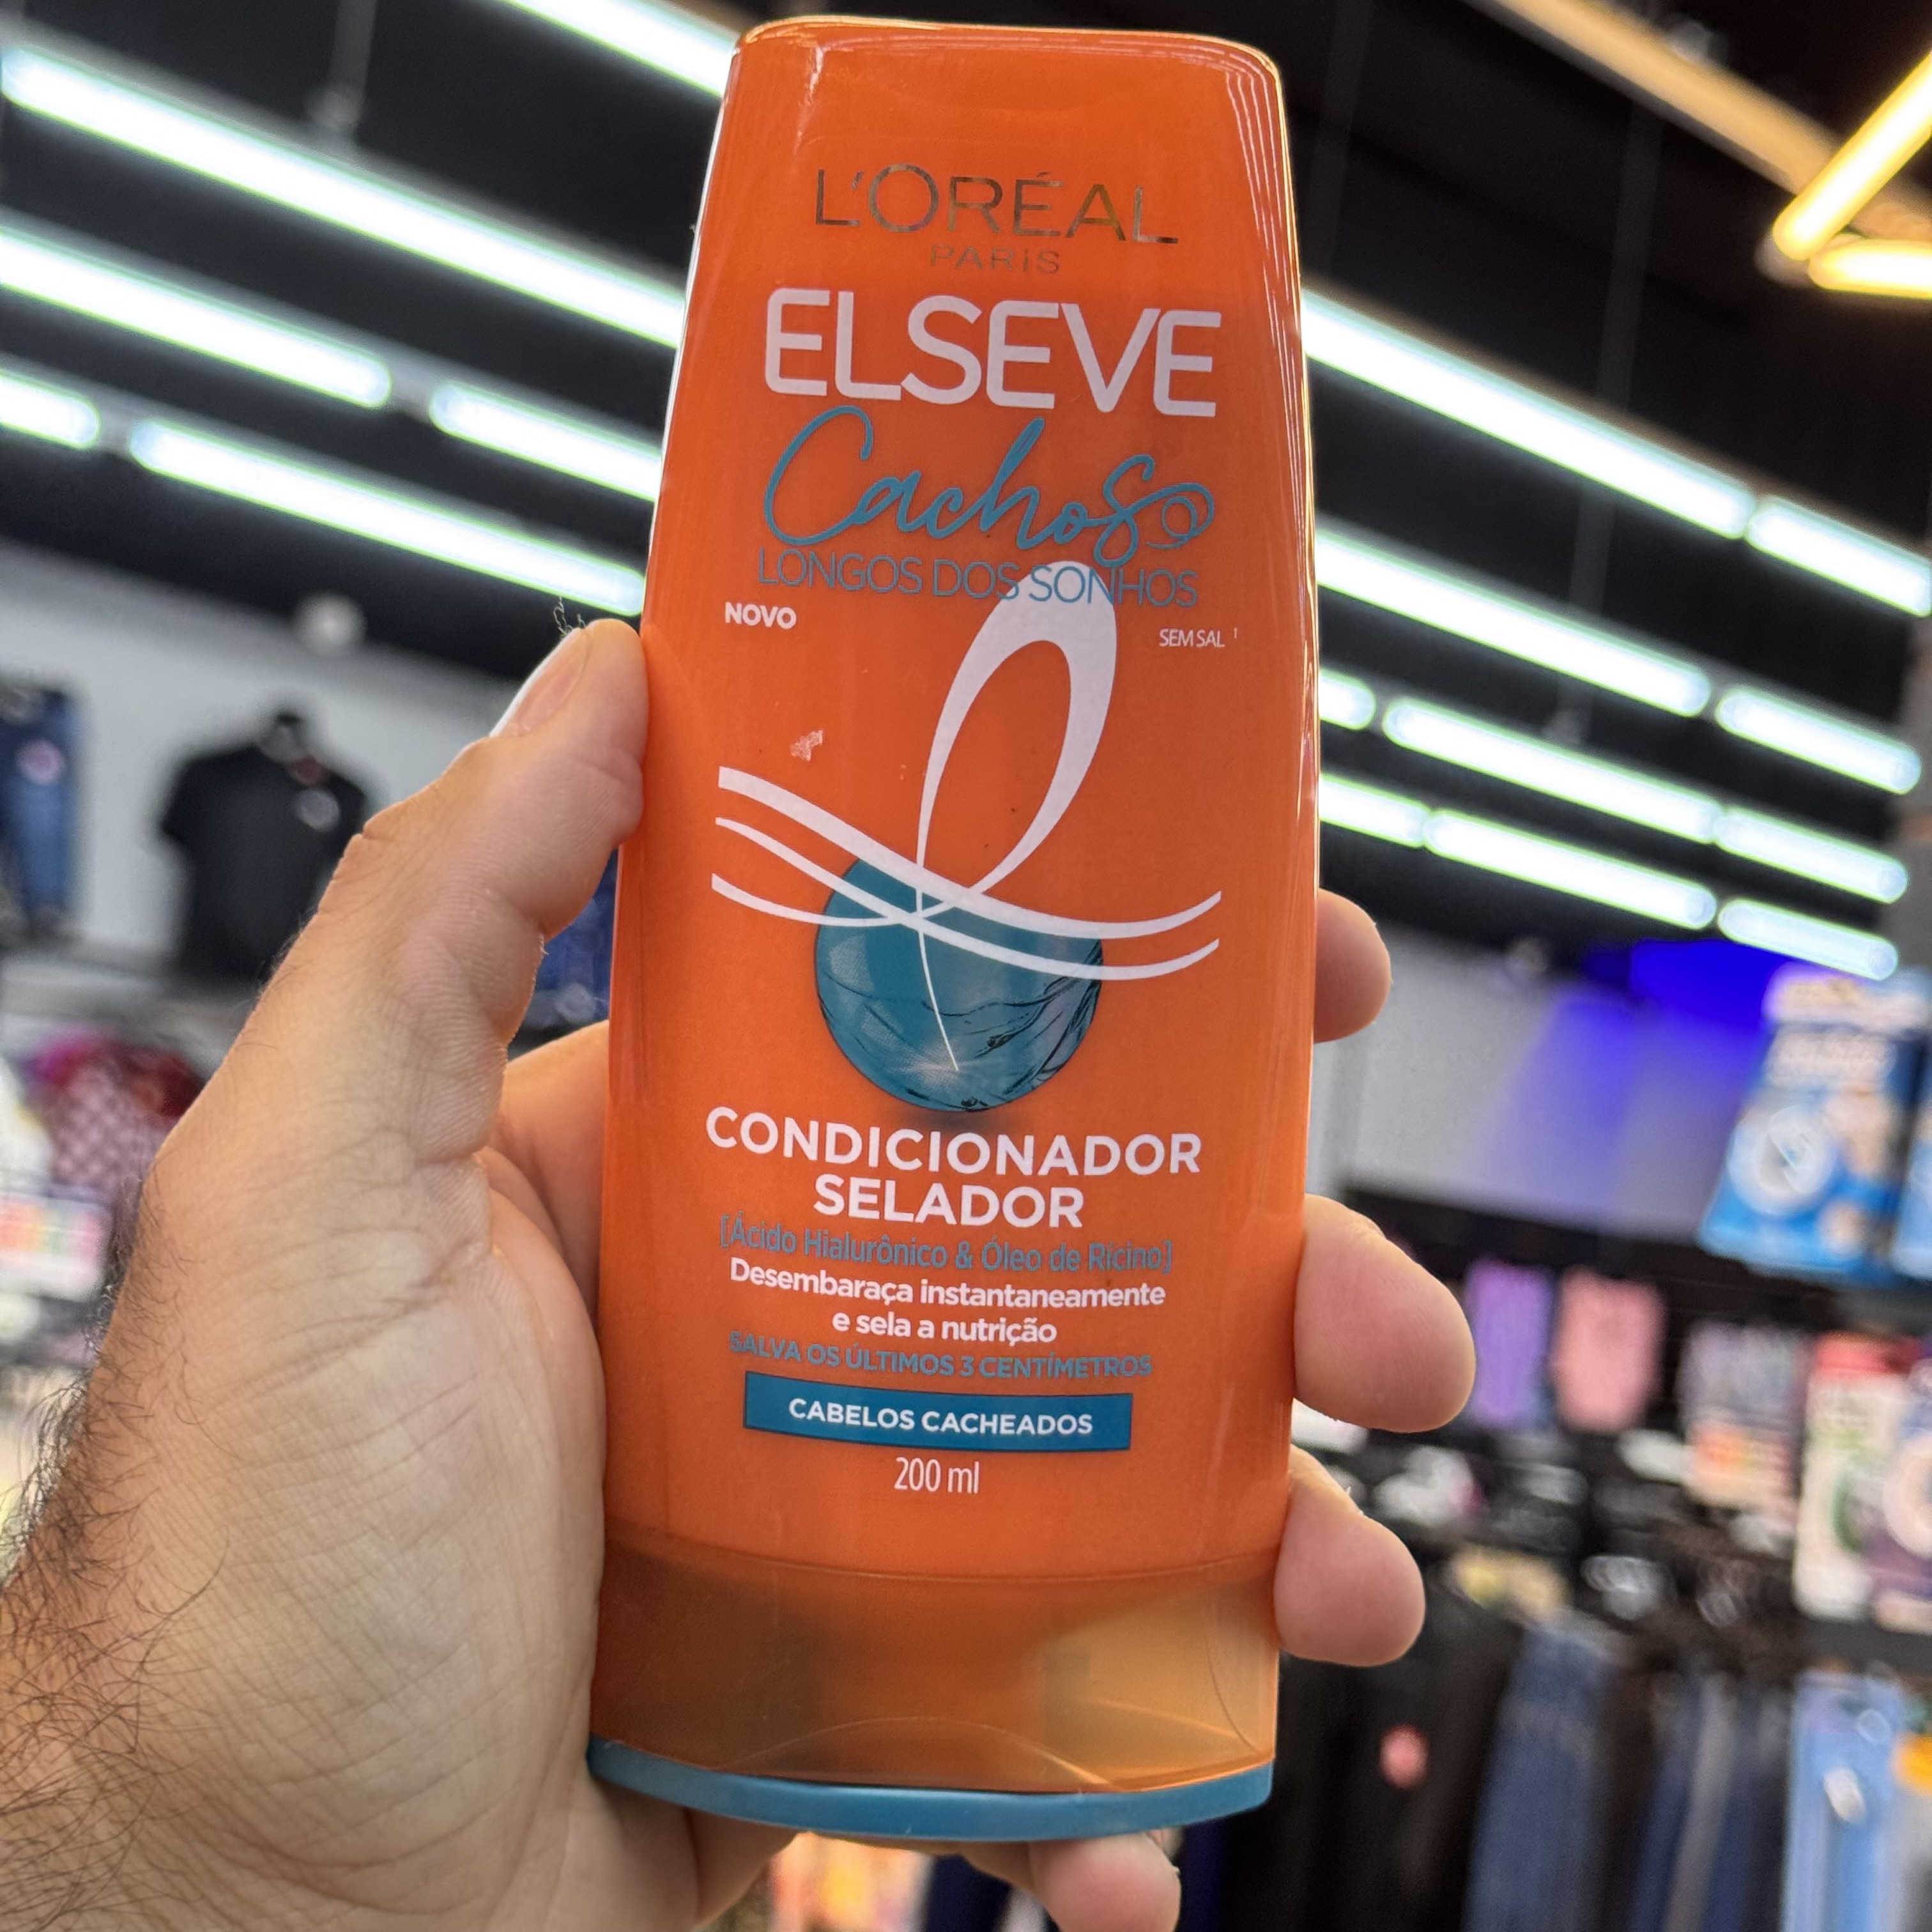 L'ORÉAL
PARIS
ELSEVE
Cachos
LONGOS DOS SONHOS
NOVO
SEM SAL 1
CONDICIONADOR
SELADOR
[Ácido Hialurônico & Óleo de Rícino]
Desembaraça instantaneamente
e sela a nutrição
SALVA OS ÚLTIMOS 3 CENTÍMETROS
CABELOS CACHEADOS
200 ml